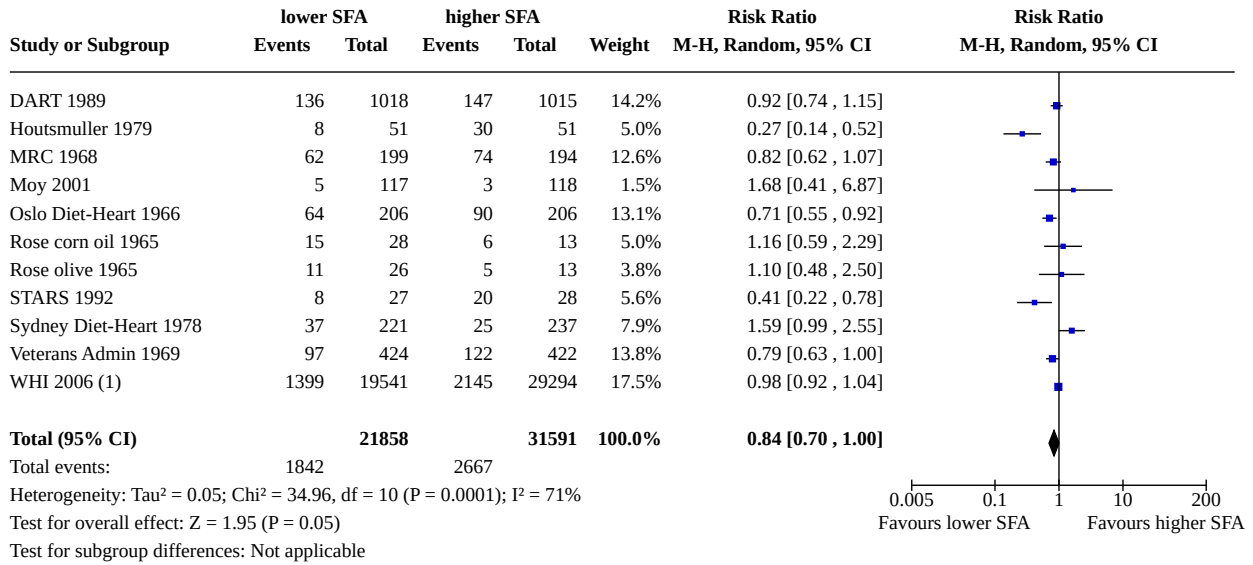 lower SFA higher SFA Risk Ratio Risk Ratio
Study or Subgroup Events Total Events Total Weight M-H, Random, 95% CI M-H, Random, 95% CI
DART 1989 136 1018 147 1015 14.2% 0.92 [0.74 , 1.15]
Houtsmuller 1979 8 51 30 51 5.0% 0.27 [0.14 , 0.52]
MRC 1968 62 199 74 194 12.6% 0.82 [0.62 , 1.07]
Moy 2001 5 117 3 118 1.5% 1.68 [0.41 , 6.87]
Oslo Diet-Heart 1966 64 206 90 206 13.1% 0.71 [0.55 , 0.92]
Rose corn oil 1965 15 28 6 13 5.0% 1.16 [0.59 , 2.29]
Rose olive 1965 11 26 5 13 3.8% 1.10 [0.48 , 2.50]
STARS 1992 8 27 20 28 5.6% 0.41 [0.22 , 0.78]
Sydney Diet-Heart 1978 37 221 25 237 7.9% 1.59 [0.99 , 2.55]
Veterans Admin 1969 97 424 122 422 13.8% 0.79 [0.63 , 1.00]
WHI 2006 (1) 1399 19541 2145 29294 17.5% 0.98 [0.92 , 1.04]
Total (95% CI) 21858 31591 100.0% 0.84 [0.70 , 1.00]
Total events: 1842 2667
Heterogeneity: Tau² = 0.05; Chi² = 34.96, df = 10 (P = 0.0001); I² = 71%
0.005 0.1 1 10 200
Test for overall effect: Z = 1.95 (P = 0.05) Favours lower SFA Favours higher SFA
Test for subgroup differences: Not applicable